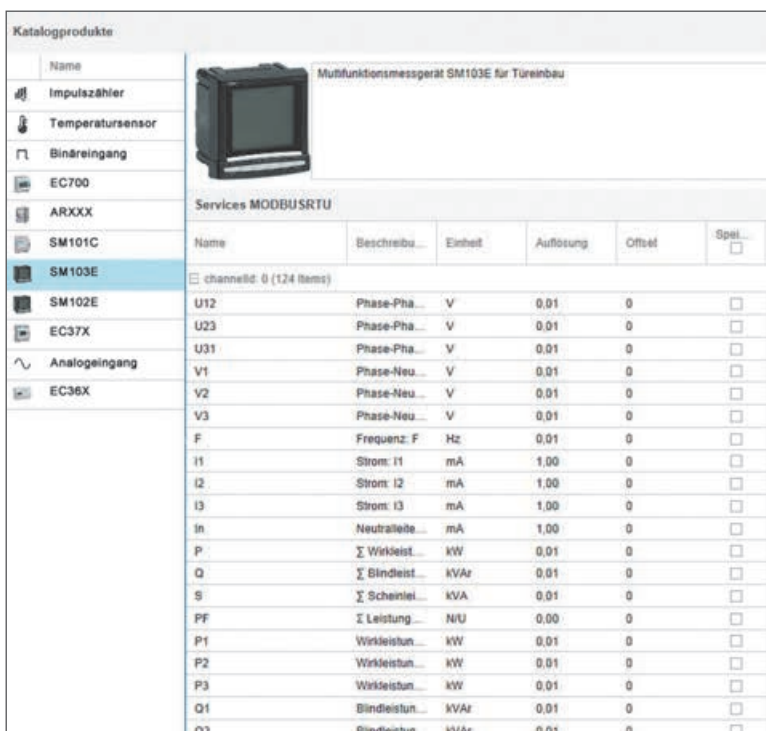 Katalogprodukte
Name
Impulszähler
Temperatursensor
Binäreingang
EC700
ARXXX
SM101C
SM103E
SM102E
EC37X
Analogeingang
EC36X
Multifunktionsmessgerät SM103E für Türeinbau
Services MODBUSRTU
Name Beschreibu... Einheit Auflösung Offset Spei...
channelId: 0 (124 Items)
U12 Phase-Pha... V 0,01 0
U23 Phase-Pha... V 0,01 0
U31 Phase-Pha... V 0,01 0
V1 Phase-Neu... V 0,01 0
V2 Phase-Neu... V 0,01 0
V3 Phase-Neu... V 0,01 0
F Frequenz: F Hz 0,01 0
I1 Strom: I1 mA 1,00 0
I2 Strom: I2 mA 1,00 0
I3 Strom: I3 mA 1,00 0
In Neutralleite... mA 1,00 0
P Σ Wirkleist... kW 0,01 0
Q Σ Blindleist... kVAr 0,01 0
S Σ Scheinlei... kVA 0,01 0
PF Σ Leistung... N/U 0,00 0
P1 Wirkleistun... kW 0,01 0
P2 Wirkleistun... kW 0,01 0
P3 Wirkleistun... kW 0,01 0
Q1 Blindleistun... kVAr 0,01 0
Q2 Blindleistun... kVAr 0,01 0